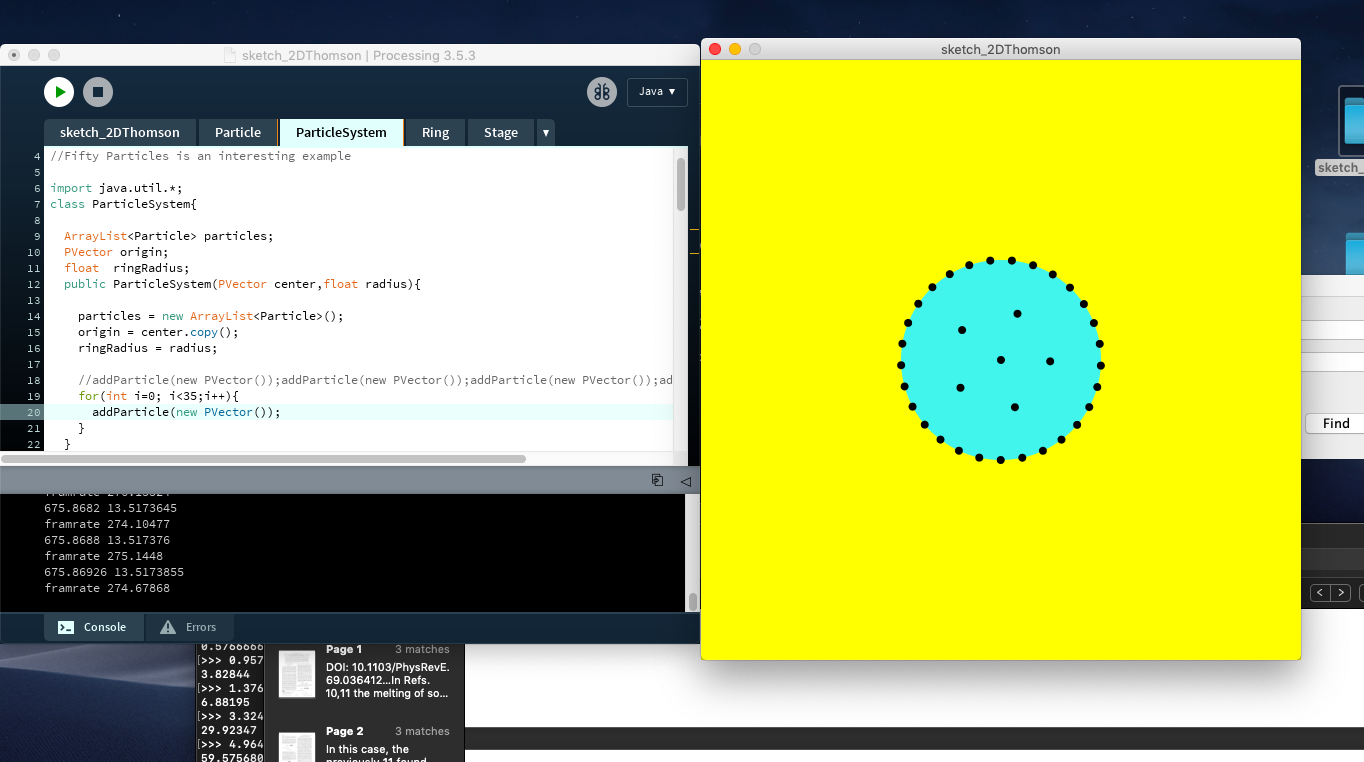 sketch_2DThomson | Processing 3.5.3
Java ▾
sketch_2DThomson Particle ParticleSystem Ring Stage ▼
4 //Fifty Particles is an interesting example
5
6 import java.util.*;
7 class ParticleSystem{
8
9 ArrayList<Particle> particles;
10 PVector origin;
11 float  ringRadius;
12 public ParticleSystem(PVector center,float radius){
13
14 particles = new ArrayList<Particle>();
15 origin = center.copy();
16 ringRadius = radius;
17
18 //addParticle(new PVector());addParticle(new PVector());addParticle(new PVector());ad
19 for(int i=0; i<35;i++){
20 addParticle(new PVector());
21 }
22 }
675.8682 13.5173645
framrate 274.10477
675.8688 13.517376
framrate 275.1448
675.86926 13.5173855
framrate 274.67868
Console Errors
sketch_2DThomson
sketch_
Find
< >
0.5766666
[>>> 0.957
3.82844
[>>> 1.376
6.88195
[>>> 3.324
29.92347
[>>> 4.964
59.575680
Page 1 3 matches
DOI: 10.1103/PhysRevE.
69.036412...In Refs.
10,11 the melting of so...
Page 2 3 matches
In this case, the
previously 11 found